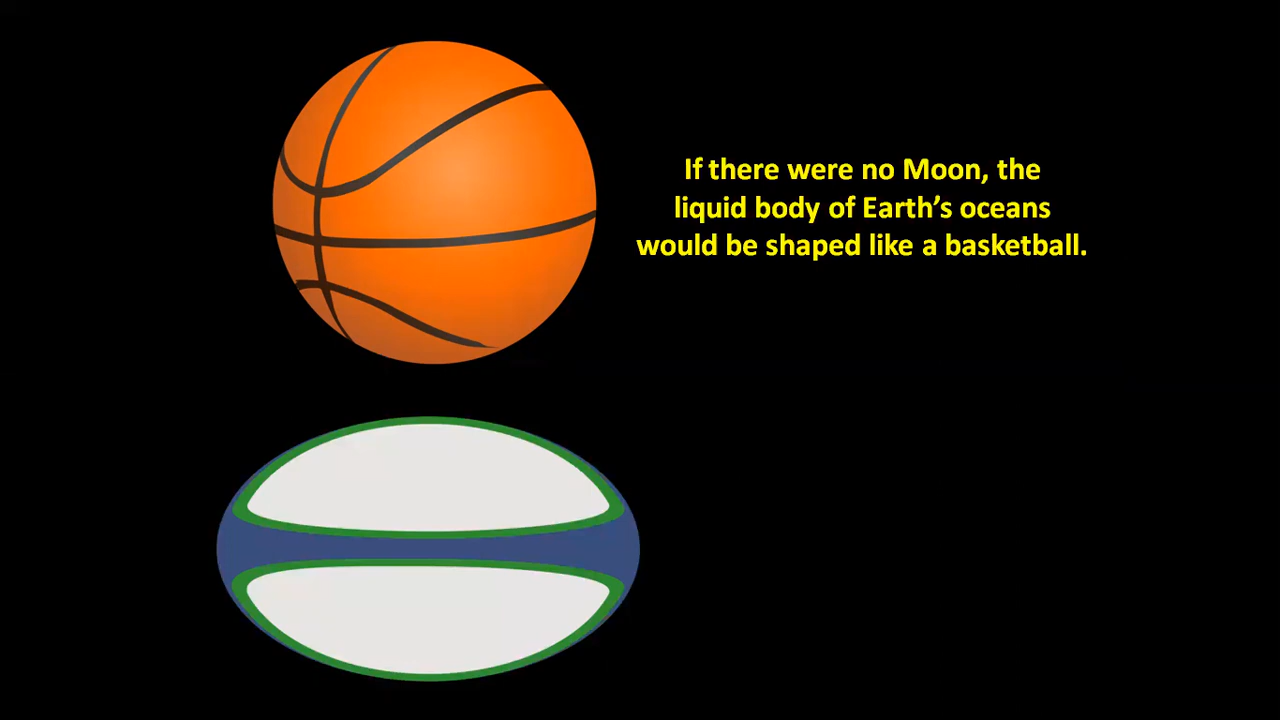 If there were no Moon, the
liquid body of Earth’s oceans
would be shaped like a basketball.